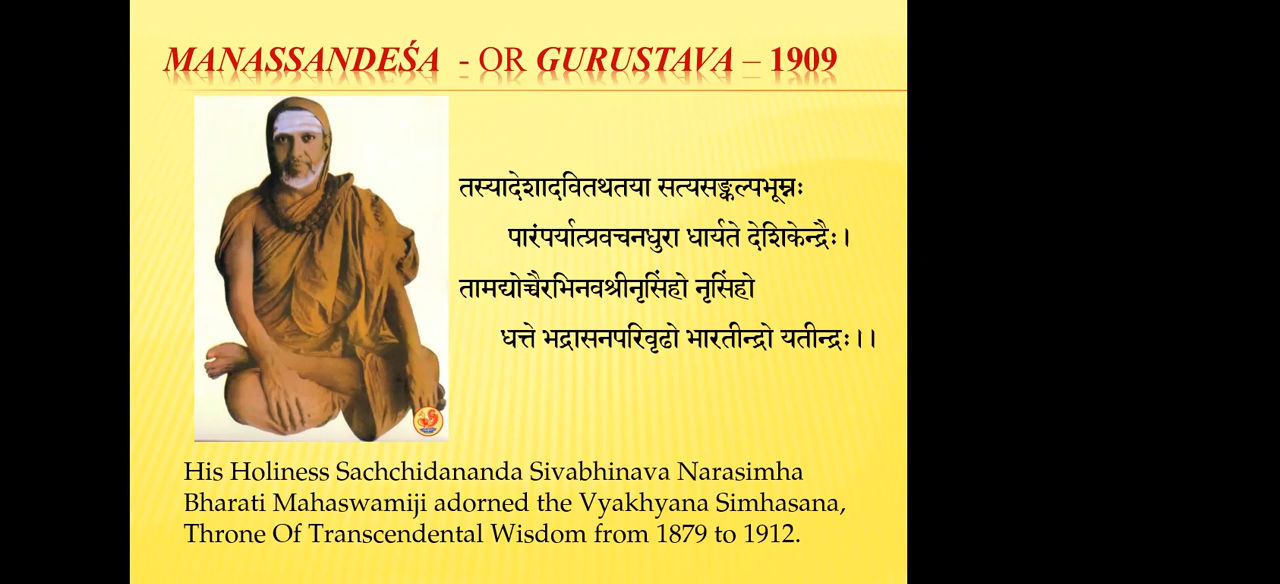 MANASSANDEŚA - OR GURUSTAVA – 1909
तस्यादेशादवितथतया सत्यसङ्कल्पभूम्नः
पारंपर्यात्प्रवचनधुरा धार्यते देशिकेन्द्रैः।
तामद्योच्चैरभिनवश्रीनृसिंहो नृसिंहो
धत्ते भद्रासनपरिवृढो भारतीन्द्रो यतीन्द्रः।।
His Holiness Sachchidananda Sivabhinava Narasimha
Bharati Mahaswamiji adorned the Vyakhyana Simhasana,
Throne Of Transcendental Wisdom from 1879 to 1912.